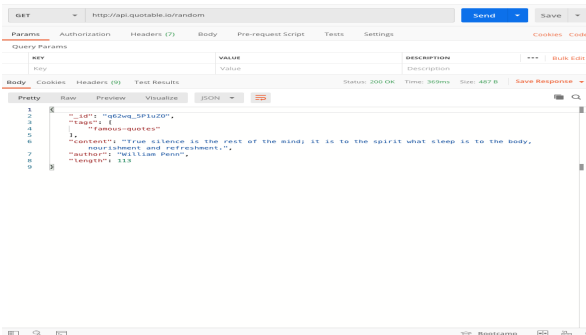 GET http://api.quotable.io/random Send Save
Params Authorization Headers (7) Body Pre-request Script Tests Settings Cookies Code
Query Params
KEY VALUE DESCRIPTION ••• Bulk Edit
Key Value Description
Body Cookies Headers (9) Test Results Status: 200 OK Time: 369ms Size: 487 B Save Response
Pretty Raw Preview Visualize JSON
1 {
2 "_id": "q62wq_5P1uZO",
3 "tags": [
4 "famous-quotes"
5 ],
6 "content": "True silence is the rest of the mind; it is to the spirit what sleep is to the body,
nourishment and refreshment.",
7 "author": "William Penn",
8 "length": 113
9 }
Bootcamp